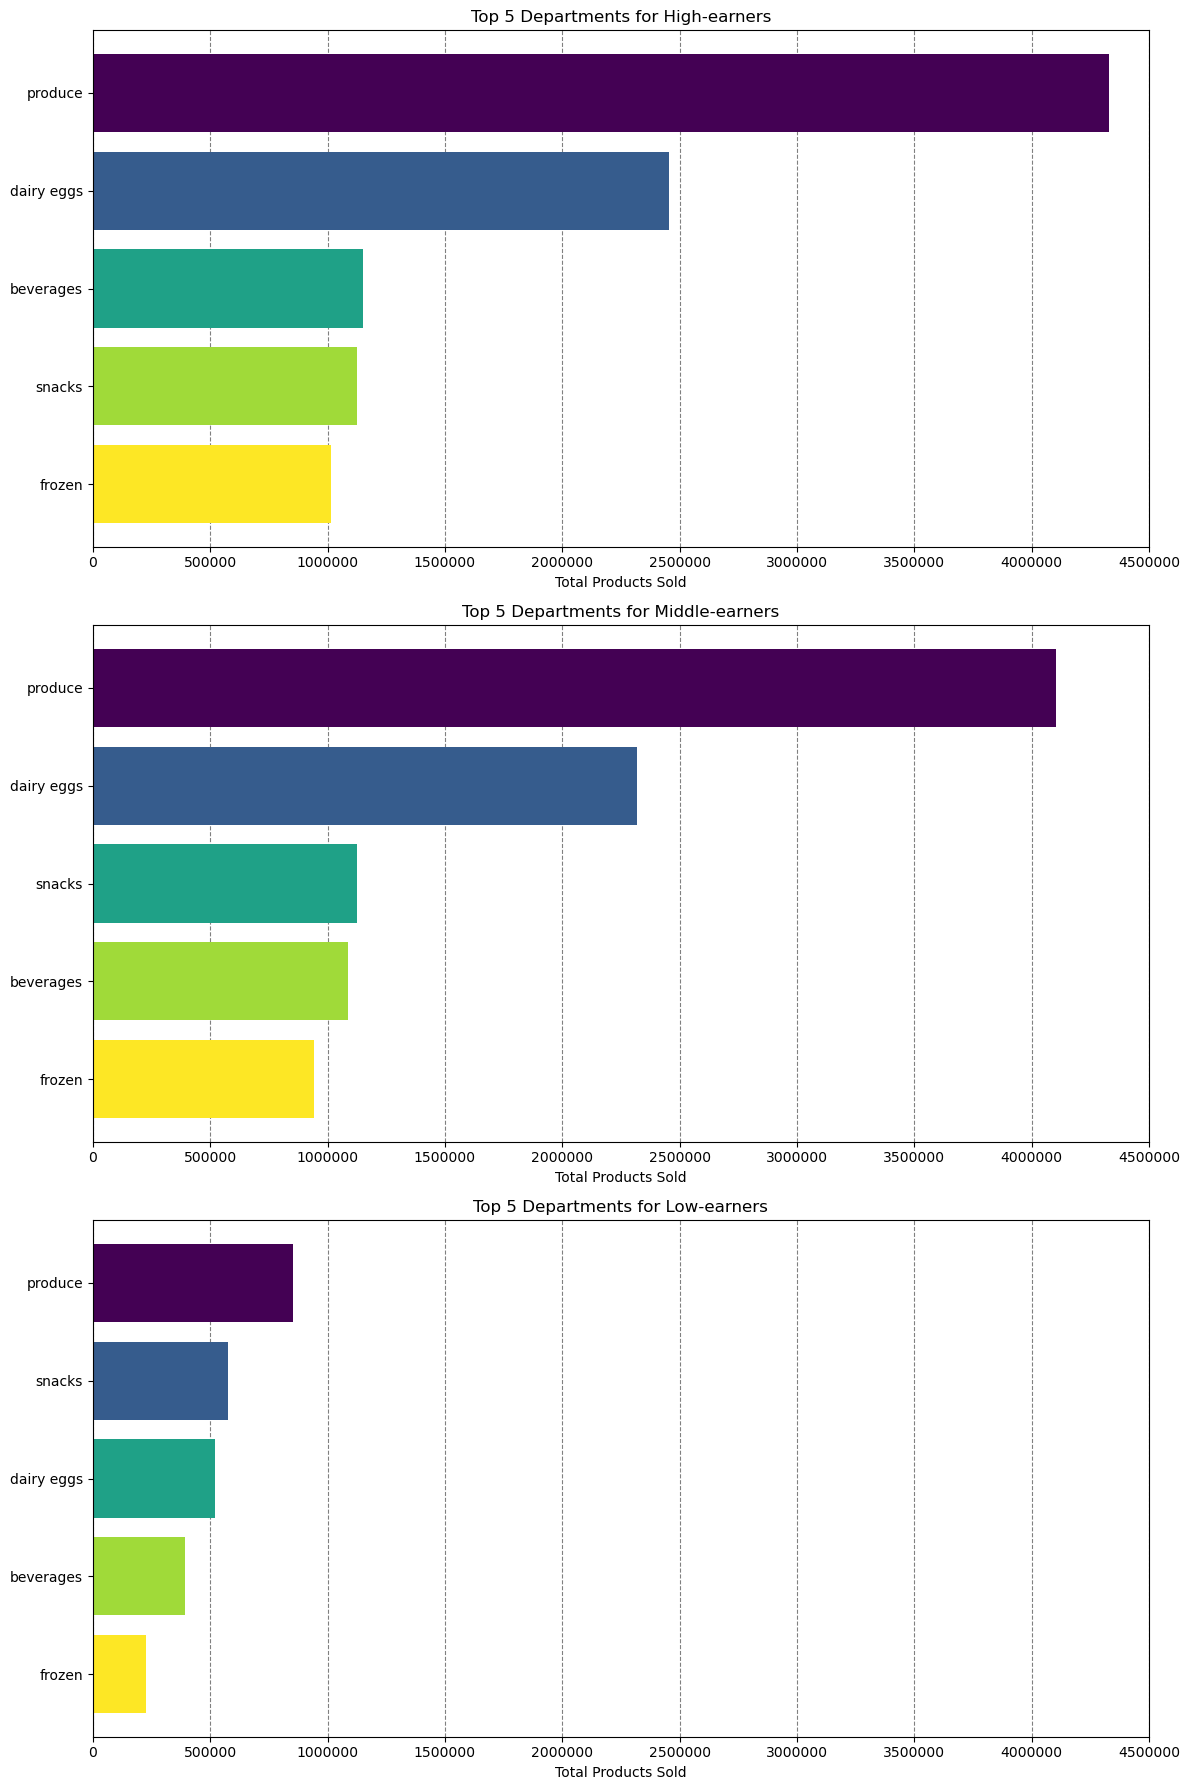 Top 5 Departments for High-earners
produce
dairy eggs
beverages
snacks
frozen
0 500000 1000000 1500000 2000000 2500000 3000000 3500000 4000000 4500000
Total Products Sold
Top 5 Departments for Middle-earners
produce
dairy eggs
snacks
beverages
frozen
0 500000 1000000 1500000 2000000 2500000 3000000 3500000 4000000 4500000
Total Products Sold
Top 5 Departments for Low-earners
produce
snacks
dairy eggs
beverages
frozen
0 500000 1000000 1500000 2000000 2500000 3000000 3500000 4000000 4500000
Total Products Sold